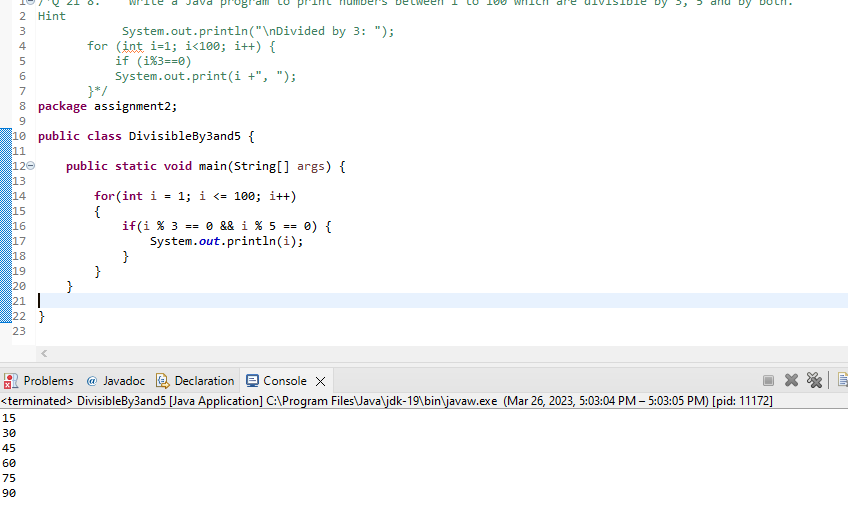 1 /*Q 21 8. Write a Java program to print numbers between 1 to 100 which are divisible by 3, 5 and by both.
2 Hint
3 System.out.println("\nDivided by 3: ");
4 for (int i=1; i<100; i++) {
5 if (i%3==0)
6 System.out.print(i +", ");
7 }*/
8 package assignment2;
9
10 public class DivisibleBy3and5 {
11
12 public static void main(String[] args) {
13
14 for(int i = 1; i <= 100; i++)
15 {
16 if(i % 3 == 0 && i % 5 == 0) {
17 System.out.println(i);
18 }
19 }
20 }
21
22 }
23
Problems @ Javadoc Declaration Console
<terminated> DivisibleBy3and5 [Java Application] C:\Program Files\Java\jdk-19\bin\javaw.exe (Mar 26, 2023, 5:03:04 PM – 5:03:05 PM) [pid: 11172]
15
30
45
60
75
90